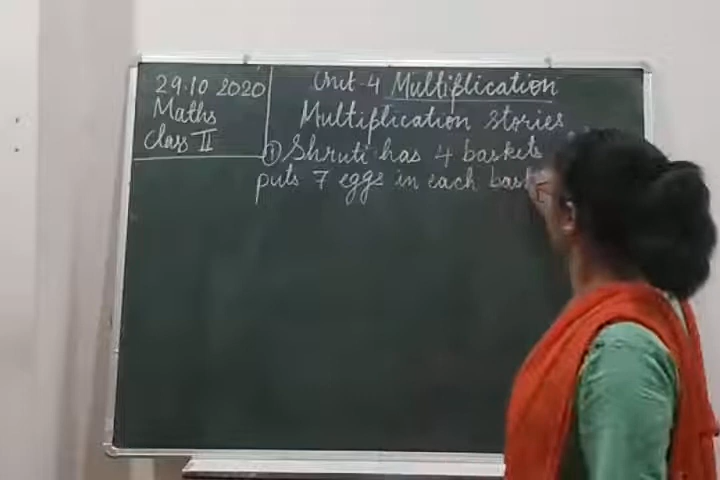 29.10 2020
Maths
Class II
Unit-4 Multiplication
Multiplication stories
① Shruti has 4 baskets
puts 7 eggs in each bask